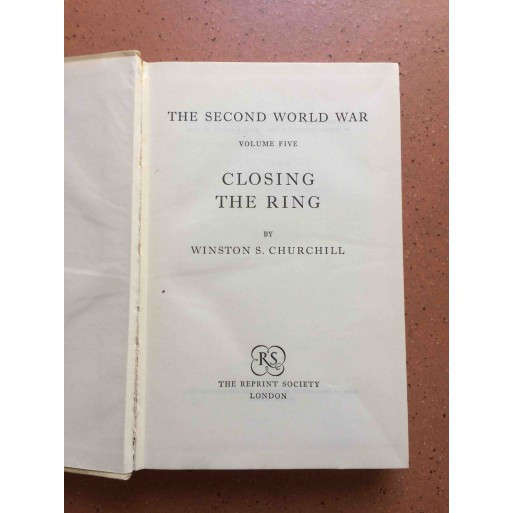 THE SECOND WORLD WAR
VOLUME FIVE
CLOSING
THE RING
BY
WINSTON S. CHURCHILL
RS
THE REPRINT SOCIETY
LONDON